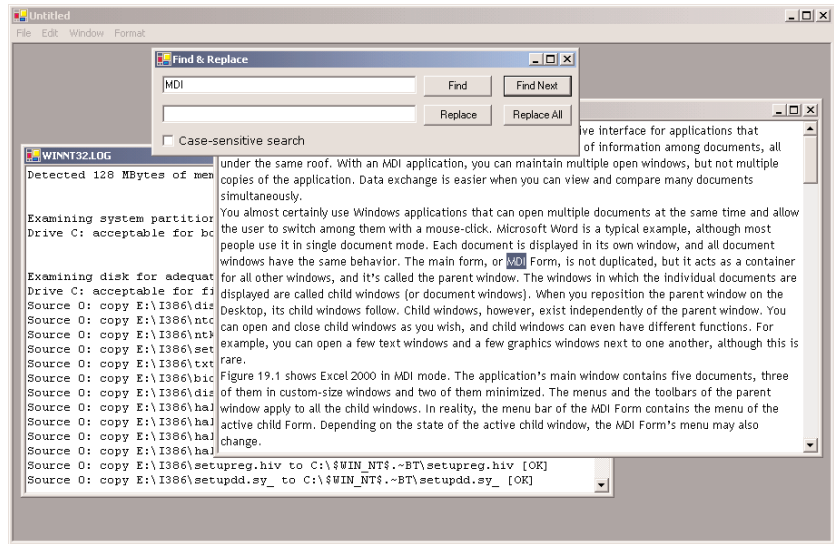 Untitled
File Edit Window Format
Find & Replace
MDI
Find
Find Next
Replace
Replace All
Case-sensitive search
ive interface for applications that
of information among documents, all
under the same roof. With an MDI application, you can maintain multiple open windows, but not multiple
copies of the application. Data exchange is easier when you can view and compare many documents
simultaneously.
You almost certainly use Windows applications that can open multiple documents at the same time and allow
the user to switch among them with a mouse-click. Microsoft Word is a typical example, although most
people use it in single document mode. Each document is displayed in its own window, and all document
windows have the same behavior. The main form, or MDI Form, is not duplicated, but it acts as a container
for all other windows, and it's called the parent window. The windows in which the individual documents are
displayed are called child windows (or document windows). When you reposition the parent window on the
Desktop, its child windows follow. Child windows, however, exist independently of the parent window. You
can open and close child windows as you wish, and child windows can even have different functions. For
example, you can open a few text windows and a few graphics windows next to one another, although this is
rare.
Figure 19.1 shows Excel 2000 in MDI mode. The application's main window contains five documents, three
of them in custom-size windows and two of them minimized. The menus and the toolbars of the parent
window apply to all the child windows. In reality, the menu bar of the MDI Form contains the menu of the
active child Form. Depending on the state of the active child window, the MDI Form's menu may also
change.
WINNT32.LOG
Detected 128 MBytes of mem
Examining system partition
Drive C: acceptable for bo
Examining disk for adequat
Drive C: acceptable for fi
Source 0: copy E:\I386\dis
Source 0: copy E:\I386\ntd
Source 0: copy E:\I386\ntk
Source 0: copy E:\I386\set
Source 0: copy E:\I386\txt
Source 0: copy E:\I386\bio
Source 0: copy E:\I386\dis
Source 0: copy E:\I386\hal
Source 0: copy E:\I386\hal
Source 0: copy E:\I386\hal
Source 0: copy E:\I386\hal
Source 0: copy E:\I386\setupreg.hiv to C:\$WIN_NT$.~BT\setupreg.hiv [OK]
Source 0: copy E:\I386\setupdd.sy_ to C:\$WIN_NT$.~BT\setupdd.sy_ [OK]